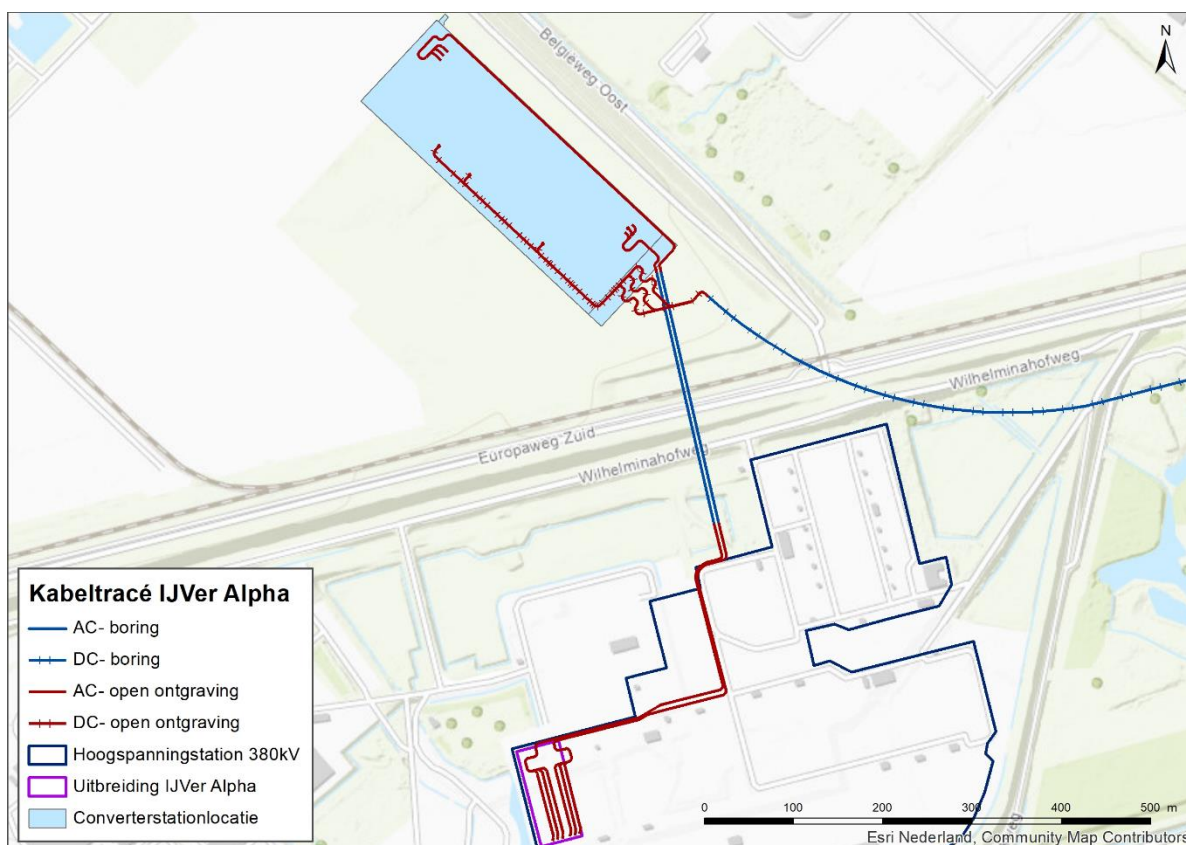 N
Belgieweg Oost
Wilhelminahofweg
Europaweg Zuid
Wilhelminahofweg
Kabeltracé IJVer Alpha
AC- boring
DC- boring
AC- open ontgraving
DC- open ontgraving
Hoogspanningstation 380kV
Uitbreiding IJVer Alpha
Converterstationlocatie
0 100 200 300 400 500 m
Esri Nederland, Community Map Contributors